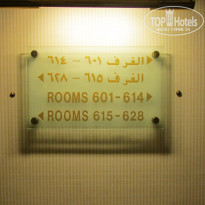 TOP Hotels
الغرف ٦٠١ - ٦١٤
الغرف ٦١٥ - ٦٢٨
ROOMS 601-614
ROOMS 615-628